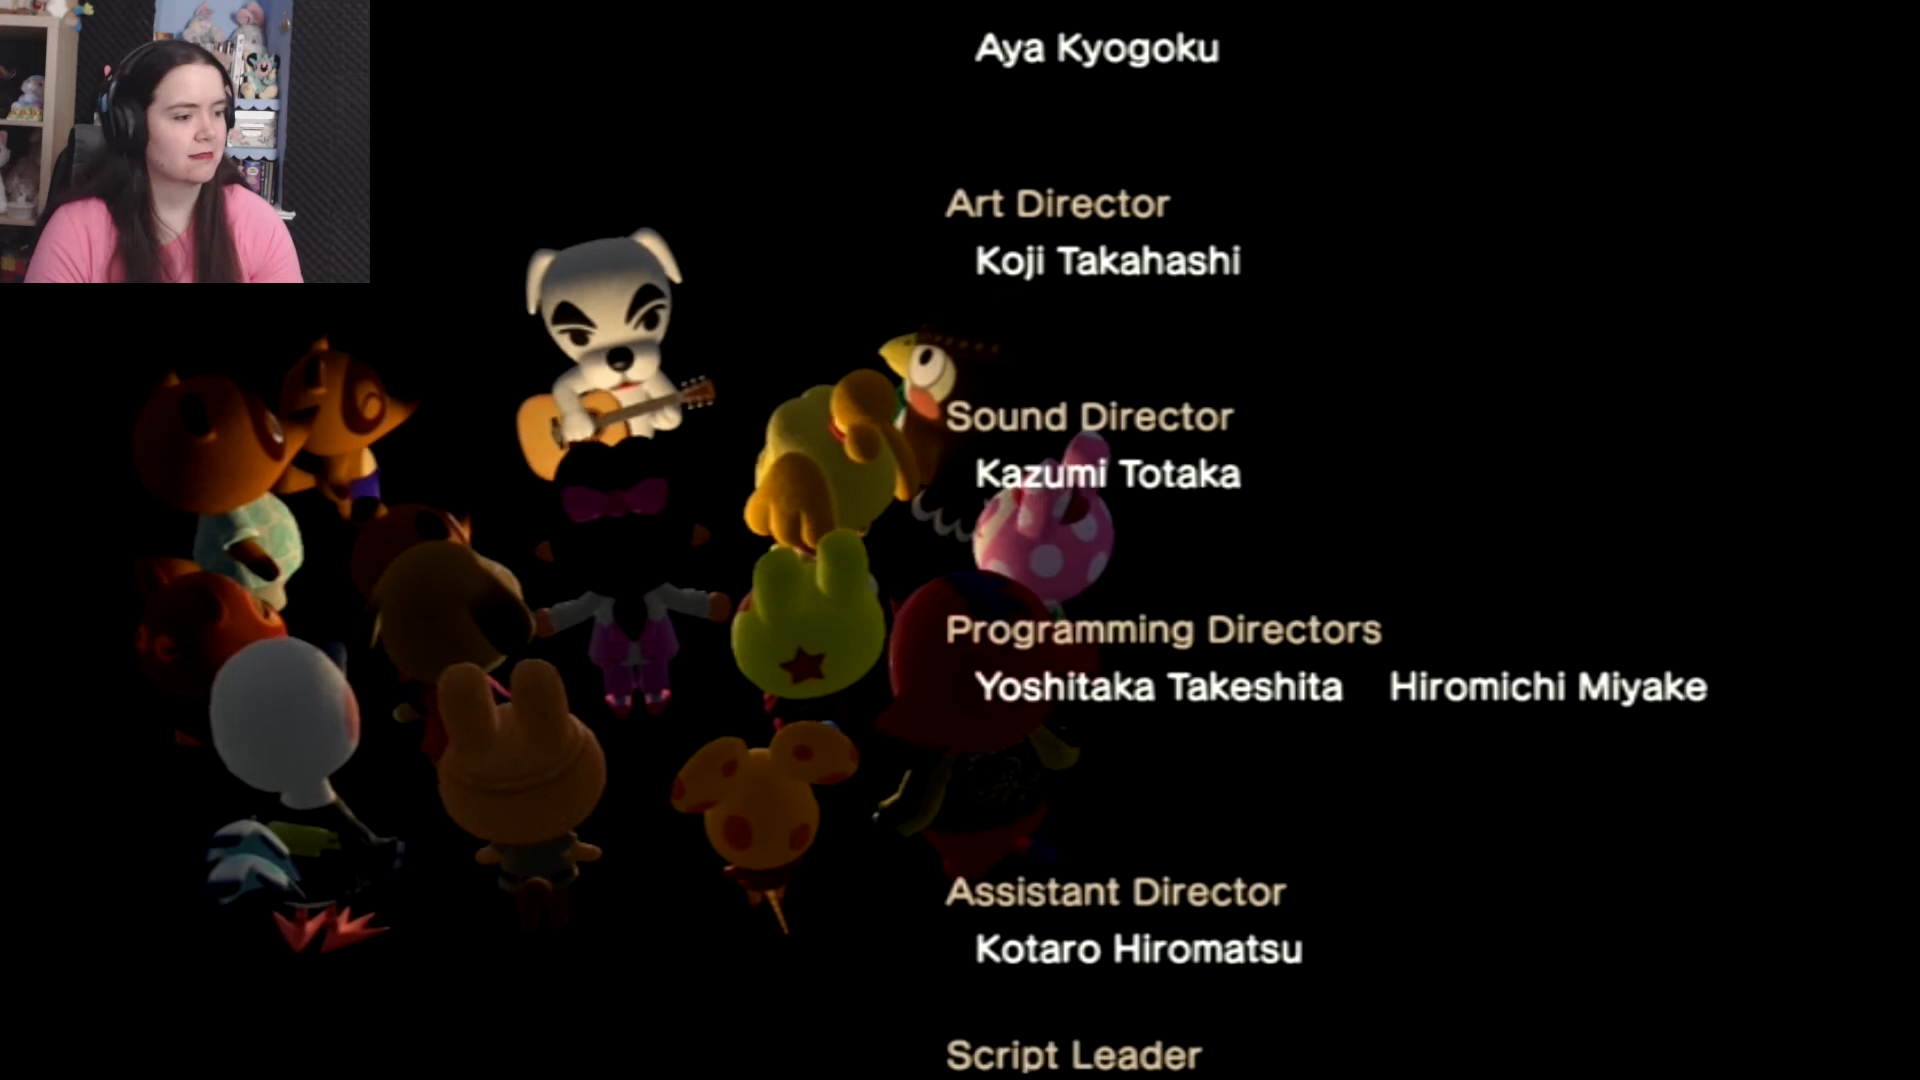 Aya Kyogoku
Art Director
Koji Takahashi
Sound Director
Kazumi Totaka
Programming Directors
Yoshitaka Takeshita Hiromichi Miyake
Assistant Director
Kotaro Hiromatsu
Script Leader